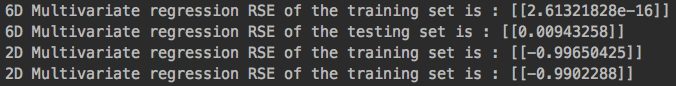 6D Multivariate regression RSE of the training set is : [[2.61321828e-16]]
6D Multivariate regression RSE of the testing set is : [[0.00943258]]
2D Multivariate regression RSE of the training set is : [[-0.99650425]]
2D Multivariate regression RSE of the training set is : [[-0.9902288]]